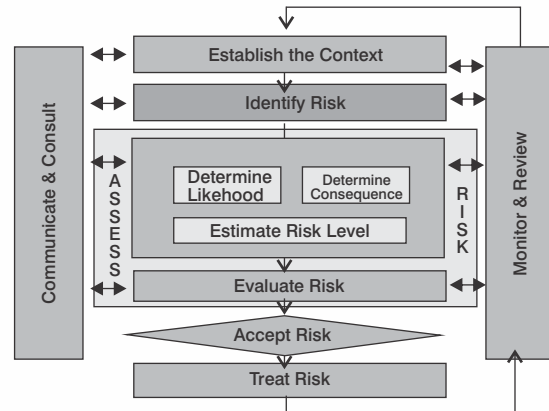 Communicate & Consult
Establish the Context
Identify Risk
ASSESS
Determine
Likehood
Determine
Consequence
Estimate Risk Level
RISK
Evaluate Risk
Accept Risk
Treat Risk
Monitor & Review